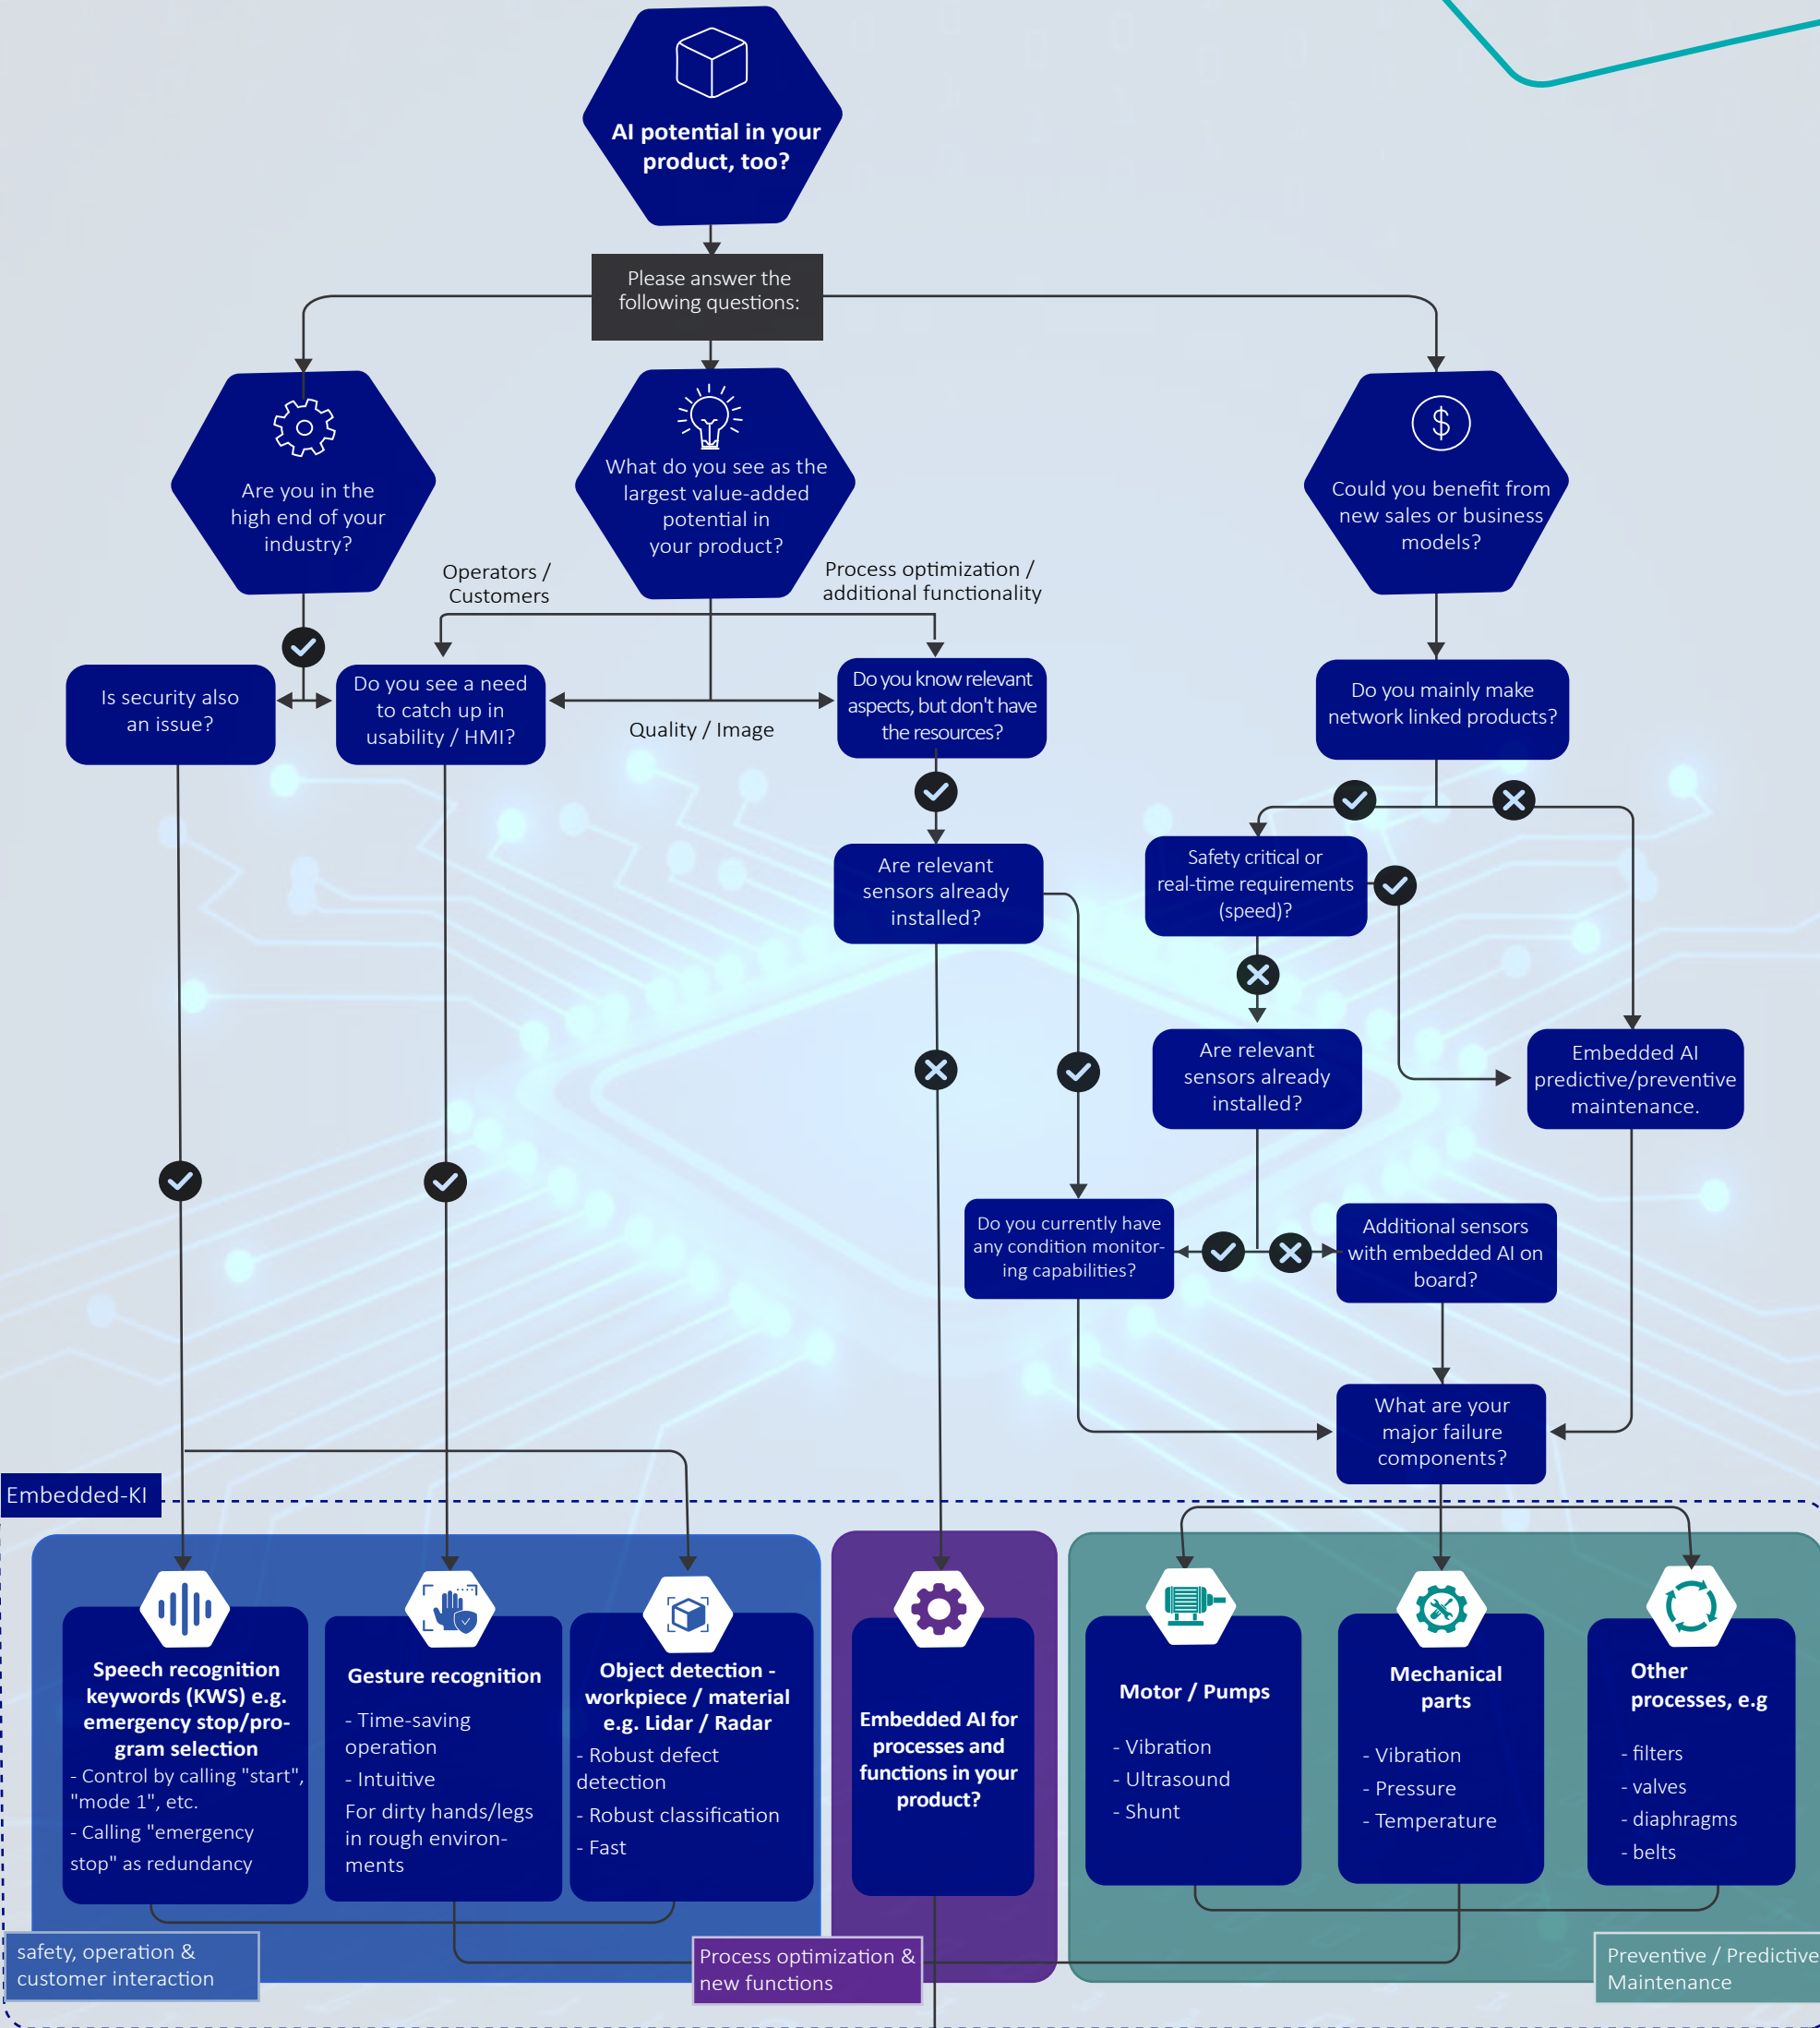 AI potential in your
product, too?
Please answer the
following questions:
Are you in the
high end of your
industry?
What do you see as the
largest value-added
potential in
your product?
Could you benefit from
new sales or business
models?
Operators /
Customers
Process optimization /
additional functionality
Is security also
an issue?
Do you see a need
to catch up in
usability / HMI?
Quality / Image
Do you know relevant
aspects, but don't have
the resources?
Do you mainly make
network linked products?
Are relevant
sensors already
installed?
Safety critical or
real-time requirements
(speed)?
Are relevant
sensors already
installed?
Embedded AI
predictive/preventive
maintenance.
Do you currently have
any condition monitor-
ing capabilities?
Additional sensors
with embedded AI on
board?
What are your
major failure
components?
Embedded-KI
Speech recognition
keywords (KWS) e.g.
emergency stop/pro-
gram selection
- Control by calling "start",
"mode 1", etc.
- Calling "emergency
stop" as redundancy
Gesture recognition
- Time-saving
operation
- Intuitive
For dirty hands/legs
in rough environ-
ments
Object detection -
workpiece / material
e.g. Lidar / Radar
- Robust defect
detection
- Robust classification
- Fast
Embedded AI for
processes and
functions in your
product?
Motor / Pumps
- Vibration
- Ultrasound
- Shunt
Mechanical
parts
- Vibration
- Pressure
- Temperature
Other
processes, e.g
- filters
- valves
- diaphragms
- belts
safety, operation &
customer interaction
Process optimization &
new functions
Preventive / Predictive
Maintenance